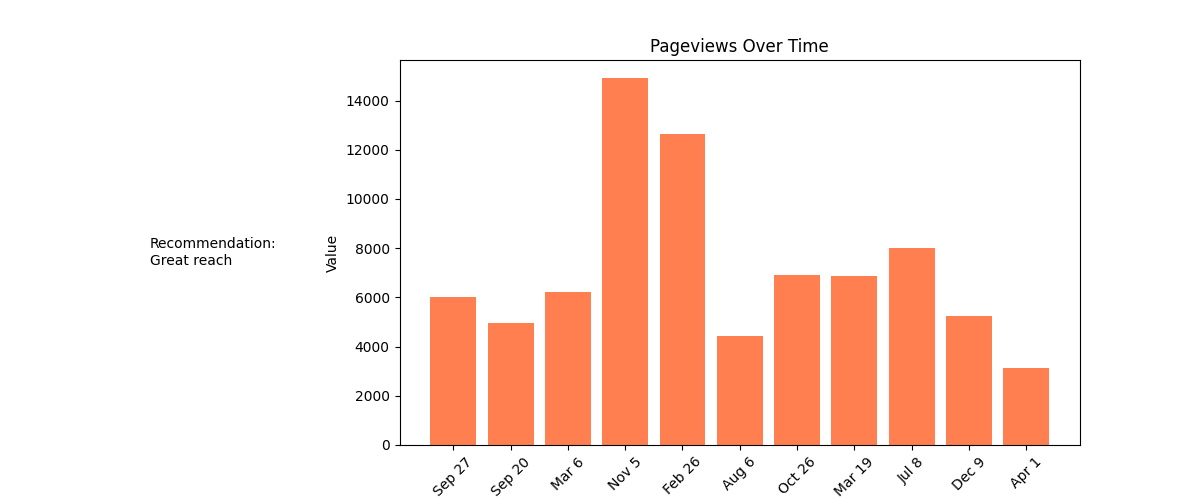 Pageviews Over Time
Recommendation:
Great reach
Value
14000
12000
10000
8000
6000
4000
2000
0
Sep 27
Sep 20
Mar 6
Nov 5
Feb 26
Aug 6
Oct 26
Mar 19
Jul 8
Dec 9
Apr 1